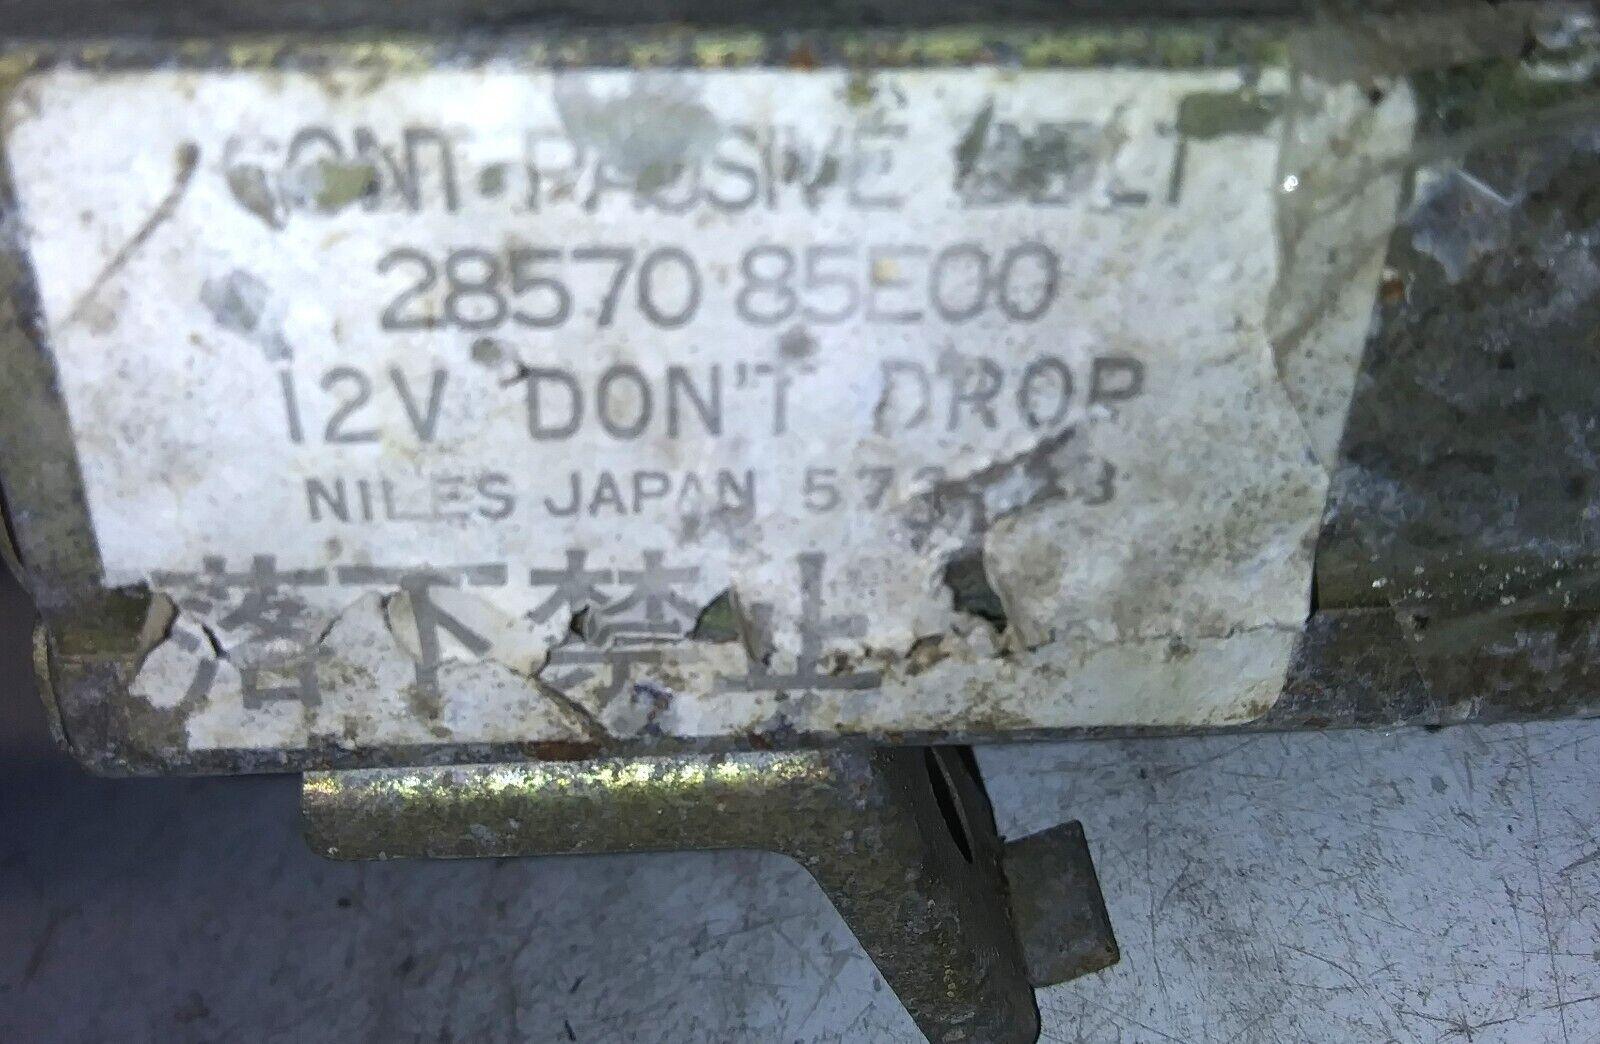 CONT-PASSIVE BELT
28570 85E00
12V DON'T DROP
NILES JAPAN
落下禁止